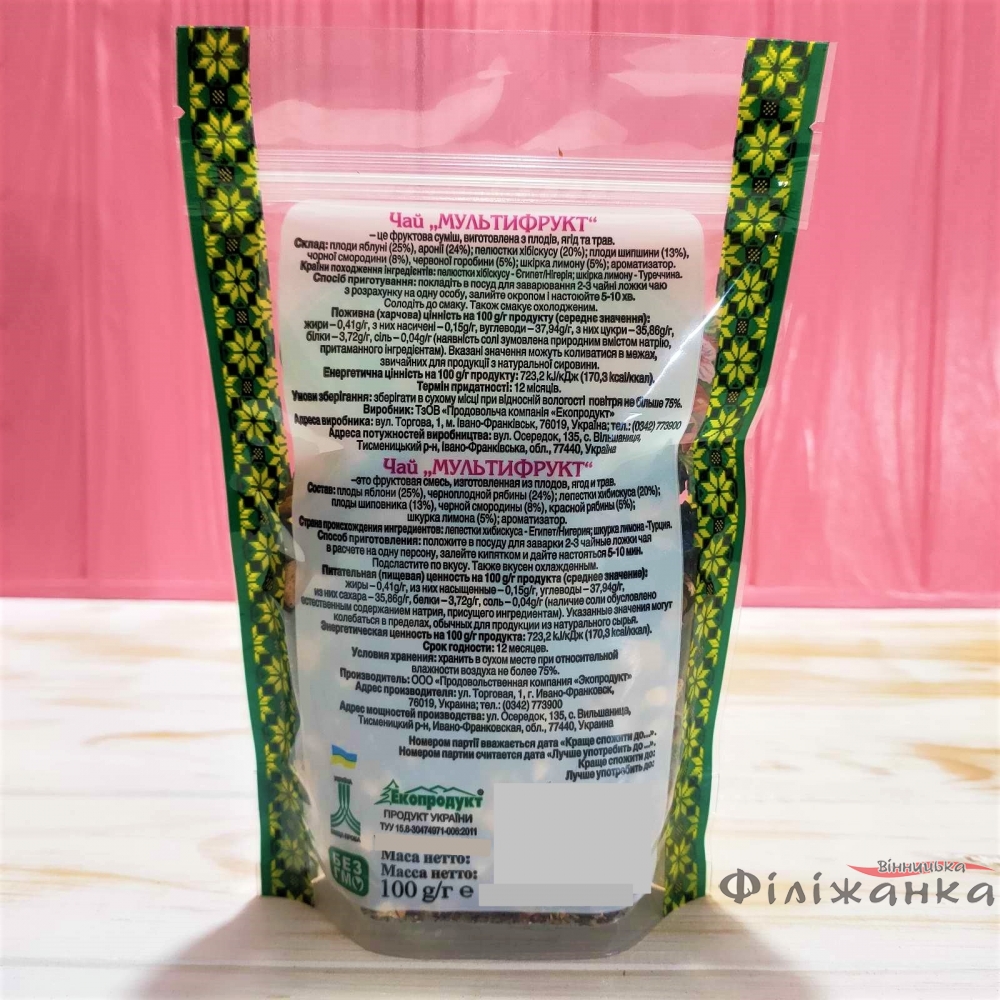 Чай „МУЛЬТИФРУКТ“
– це фруктова суміш, виготовлена з плодів, ягід та трав.
Склад: плоди яблуні (25%), аронії (24%); пелюстки хібіскусу (20%); плоди шипшини (13%),
чорної смородини (8%), червоної горобини (5%); шкірка лимону (5%); ароматизатор.
Країни походження інгредієнтів: пелюстки хібіскусу - Єгипет/Нігерія; шкірка лимону - Туреччина.
Спосіб приготування: покладіть в посуд для заварювання 2-3 чайні ложки чаю
з розрахунку на одну особу, залийте окропом і настоюйте 5-10 хв.
Солодіть до смаку. Також смакує охолодженим.
Поживна (харчова) цінність на 100 g/г продукту (середнє значення):
жири – 0,41g/г, з них насичені – 0,15g/г, вуглеводи – 37,94g/г, з них цукри – 35,86g/г,
білки – 3,72g/г, сіль – 0,04g/г (наявність солі зумовлена природним вмістом натрію,
притаманного інгредієнтам). Вказані значення можуть коливатися в межах,
звичайних для продукції з натуральної сировини.
Енергетична цінність на 100 g/г продукту: 723,2 kJ/кДж (170,3 kcal/ккал).
Термін придатності: 12 місяців.
Умови зберігання: зберігати в сухому місці при відносній вологості повітря не більше 75%.
Виробник: ТзОВ «Продовольча компанія «Екопродукт»
Адреса виробника: вул. Торгова, 1, м. Івано-Франківськ, 76019, Україна; тел.: (0342) 773900
Адреса потужностей виробництва: вул. Осередок, 135, с. Вільшаниця,
Тисменицький р-н, Івано-Франківська, обл., 77440, Україна
Чай „МУЛЬТИФРУКТ“
–это фруктовая смесь, изготовленная из плодов, ягод и трав.
Состав: плоды яблони (25%), черноплодной рябины (24%); лепестки хибискуса (20%);
плоды шиповника (13%), черной смородины (8%), красной рябины (5%);
шкурка лимона (5%); ароматизатор.
Страна происхождения ингредиентов: лепестки хибискуса - Египет/Нигерия; шкурка лимона - Турция.
Способ приготовления: положите в посуду для заварки 2-3 чайные ложки чая
в расчете на одну персону, залейте кипятком и дайте настояться 5-10 мин.
Подсластите по вкусу. Также вкусен охлажденным.
Питательная (пищевая) ценность на 100 g/г продукта (среднее значение):
жиры – 0,41g/г, из них насыщенные – 0,15g/г, углеводы – 37,94g/г,
из них сахара – 35,86g/г, белки – 3,72g/г, соль – 0,04g/г (наличие соли обусловлено
естественным содержанием натрия, присущего ингредиентам). Указанные значения могут
колебаться в пределах, обычных для продукции из натурального сырья.
Энергетическая ценность на 100 g/г продукта: 723,2 kJ/кДж (170,3 kcal/ккал).
Срок годности: 12 месяцев.
Условия хранения: хранить в сухом месте при относительной
влажности воздуха не более 75%.
Производитель: ООО «Продовольственная компания «Экопродукт»
Адрес производителя: ул. Торговая, 1, г. Ивано-Франковск,
76019, Украина; тел.: (0342) 773900
Адрес мощностей производства: ул. Осередок, 135, с. Вильшаница,
Тисменицкий р-н, Ивано-Франковская, обл., 77440, Украина
Номером партії вважається дата «Краще спожити до...».
Номером партии считается дата «Лучше употребить до ...».
Краще спожити до:
Лучше употребить до:
Екопродукт
ПРОДУКТ УКРАЇНИ
ТУУ 15.8-30474971-006:2011
БЕЗ
ГМО
Маса нетто:
Масса нетто:
100 g/г e
Вінницька
Філіжанка